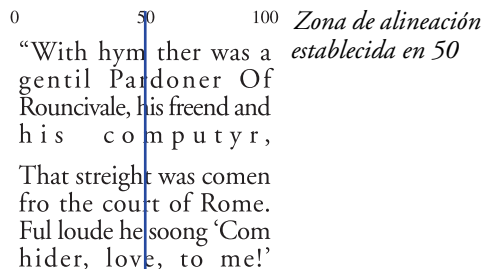 0 50 100
Zona de alineación
establecida en 50
“With hym ther was a
gentil Pardoner Of
Rouncivale, his freend and
his computyr,
That streight was comen
fro the court of Rome.
Ful loude he soong ‘Com
hider, love, to me!’